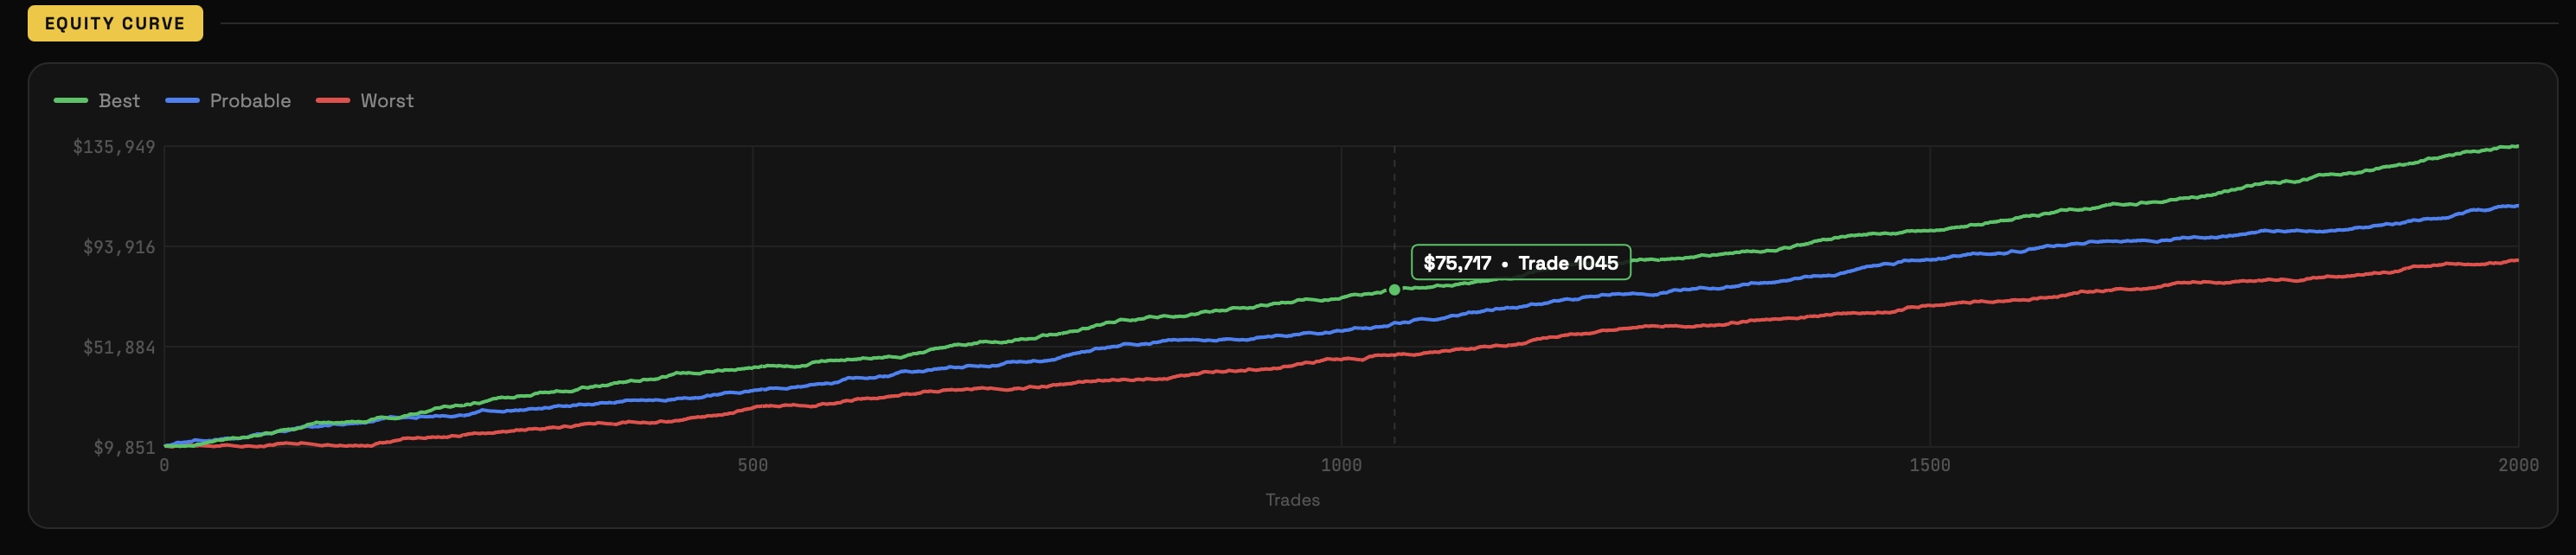 EQUITY CURVE
Best Probable Worst
$135,949
$93,916
$75,717 • Trade 1045
$51,884
$9,851
0 500 1000 1500 2000
Trades